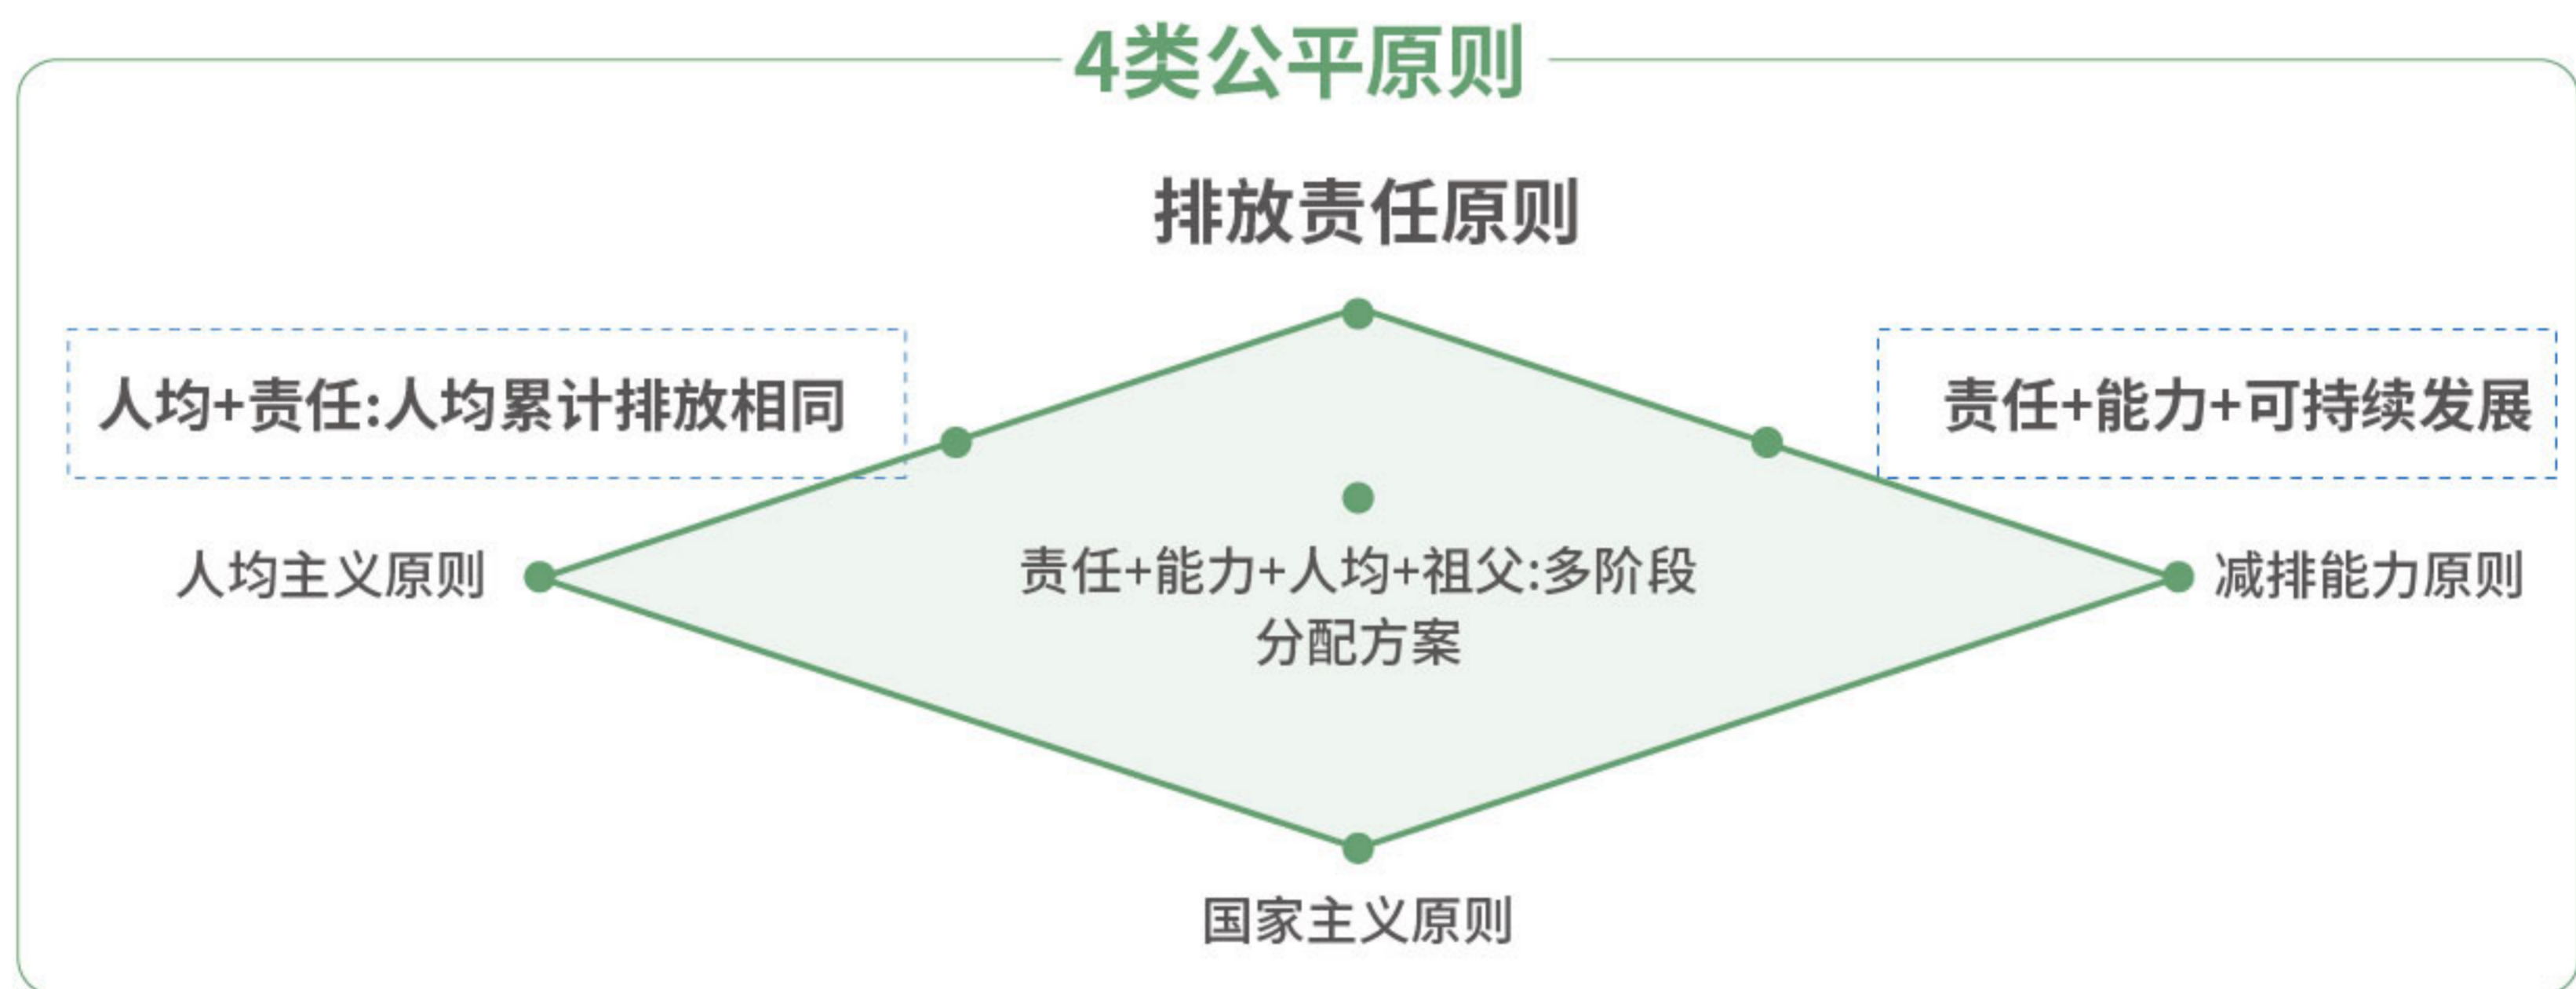 4类公平原则
排放责任原则
人均+责任:人均累计排放相同
责任+能力+可持续发展
人均主义原则
责任+能力+人均+祖父:多阶段
分配方案
减排能力原则
国家主义原则